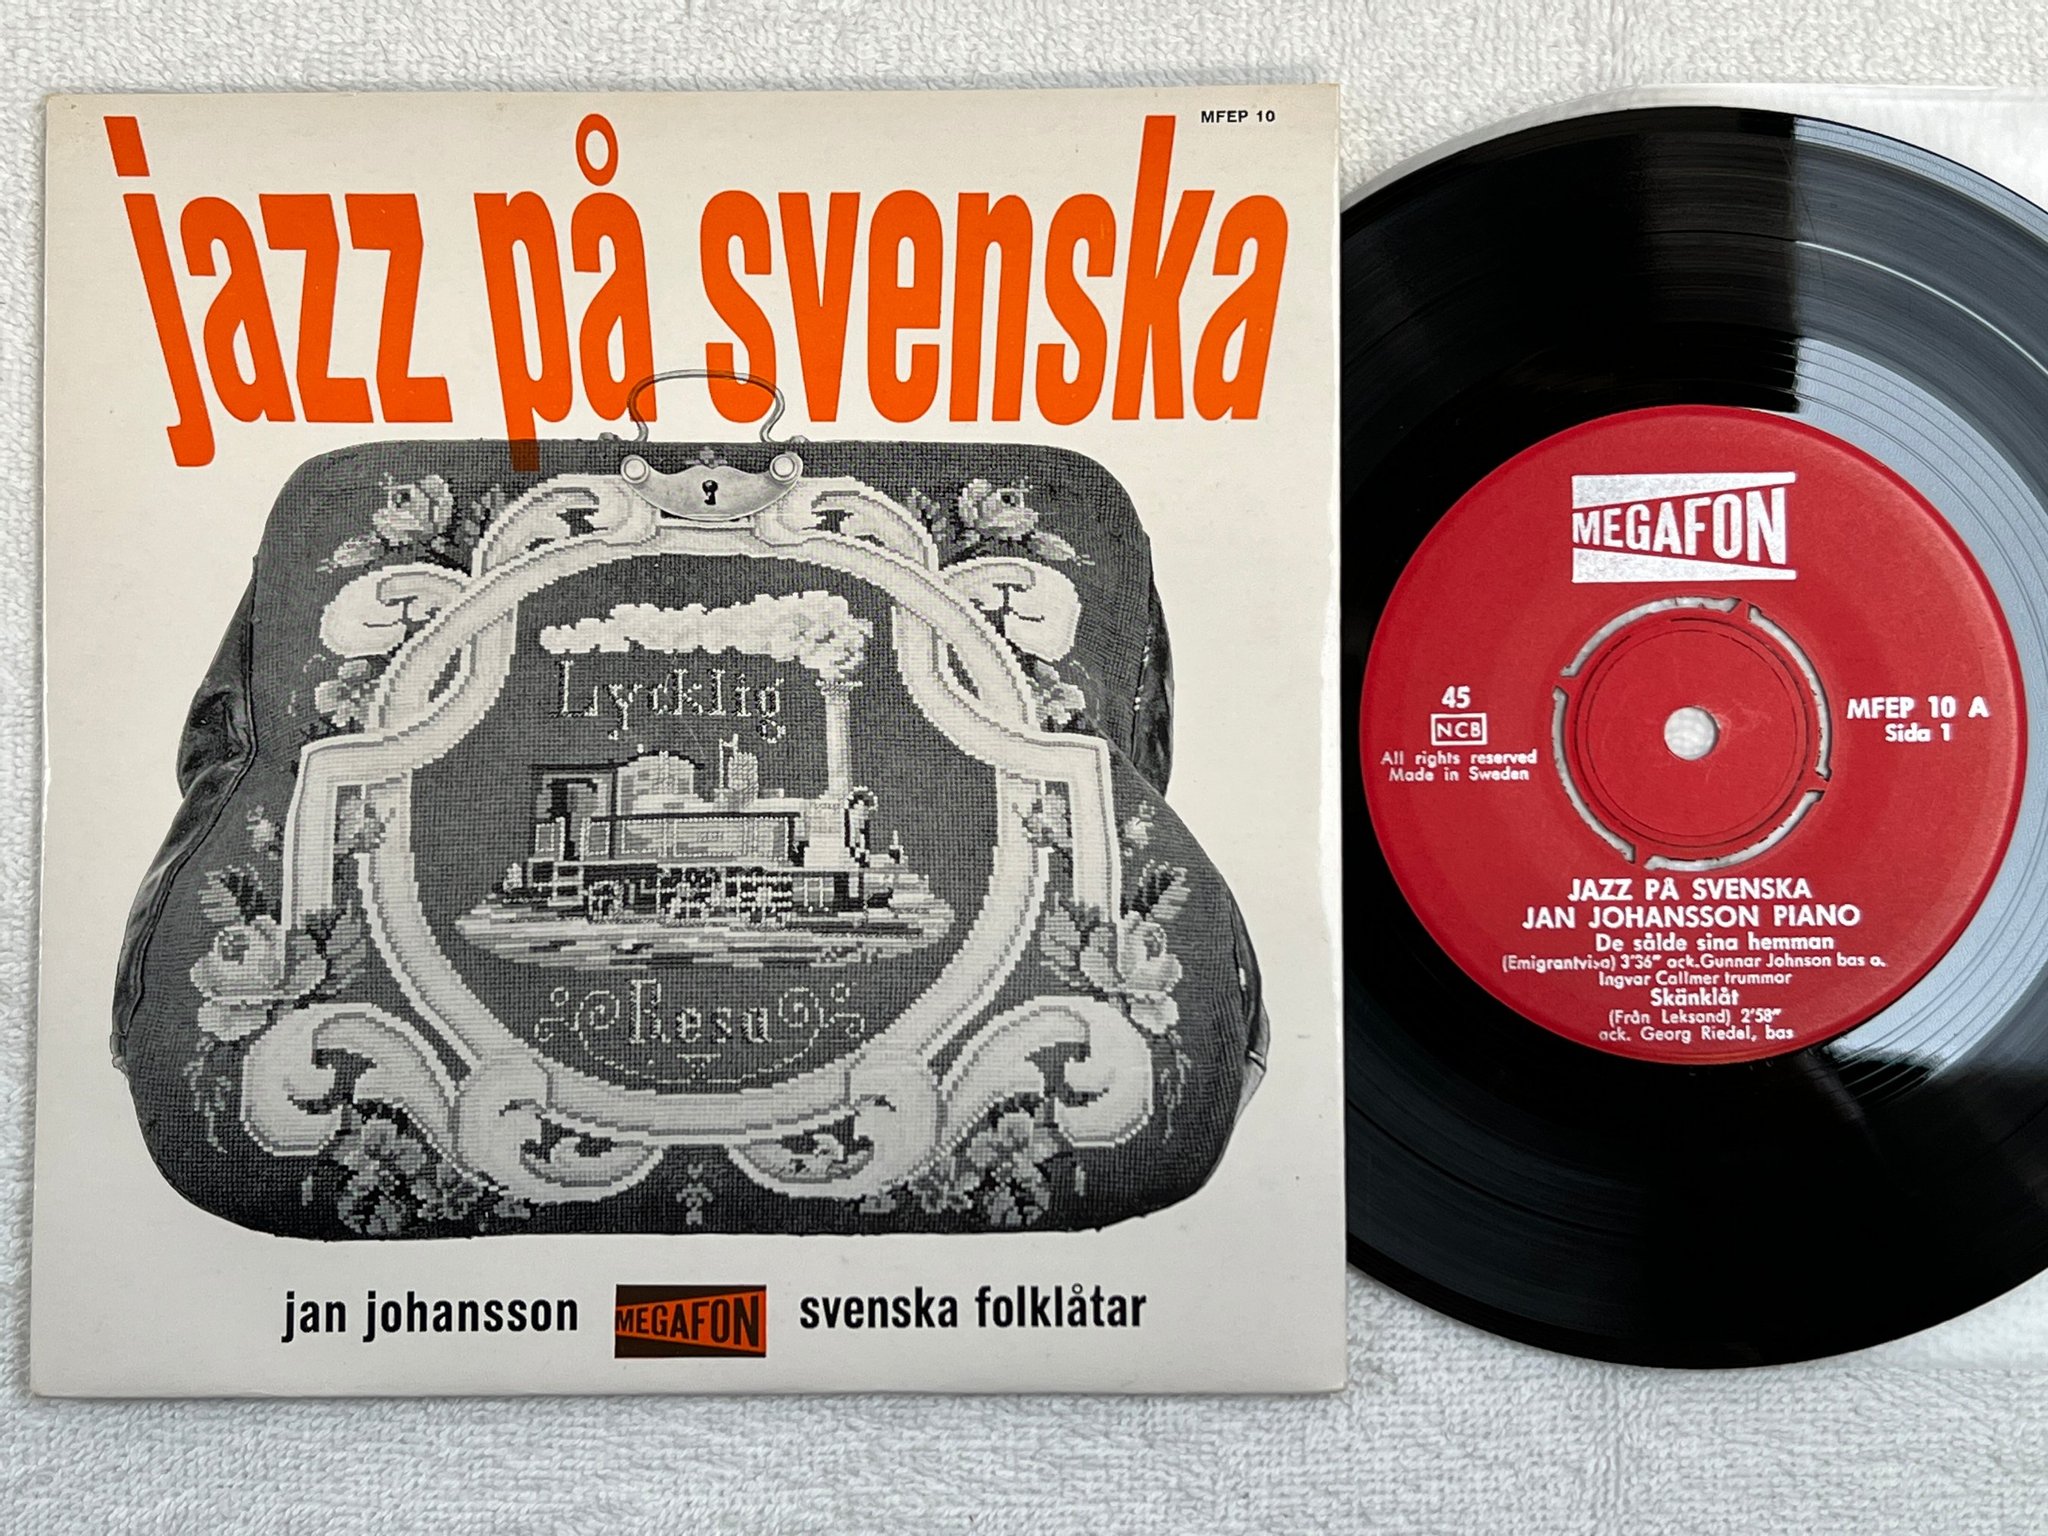 MFEP 10
jazz på svenska
Lycklig
Resa
jan johansson
MEGAFON
svenska folklåtar
MEGAFON
45
NCB
All rights reserved
Made in Sweden
MFEP 10 A
Sida 1
JAZZ PÅ SVENSKA
JAN JOHANSSON PIANO
De sålde sina hemman
(Emigrantvisa) 3'36" ack. Gunnar Johnson bas o.
Ingvar Callmer trummor
Skänklåt
(Från Leksand) 2'58"
ack. Georg Riedel, bas